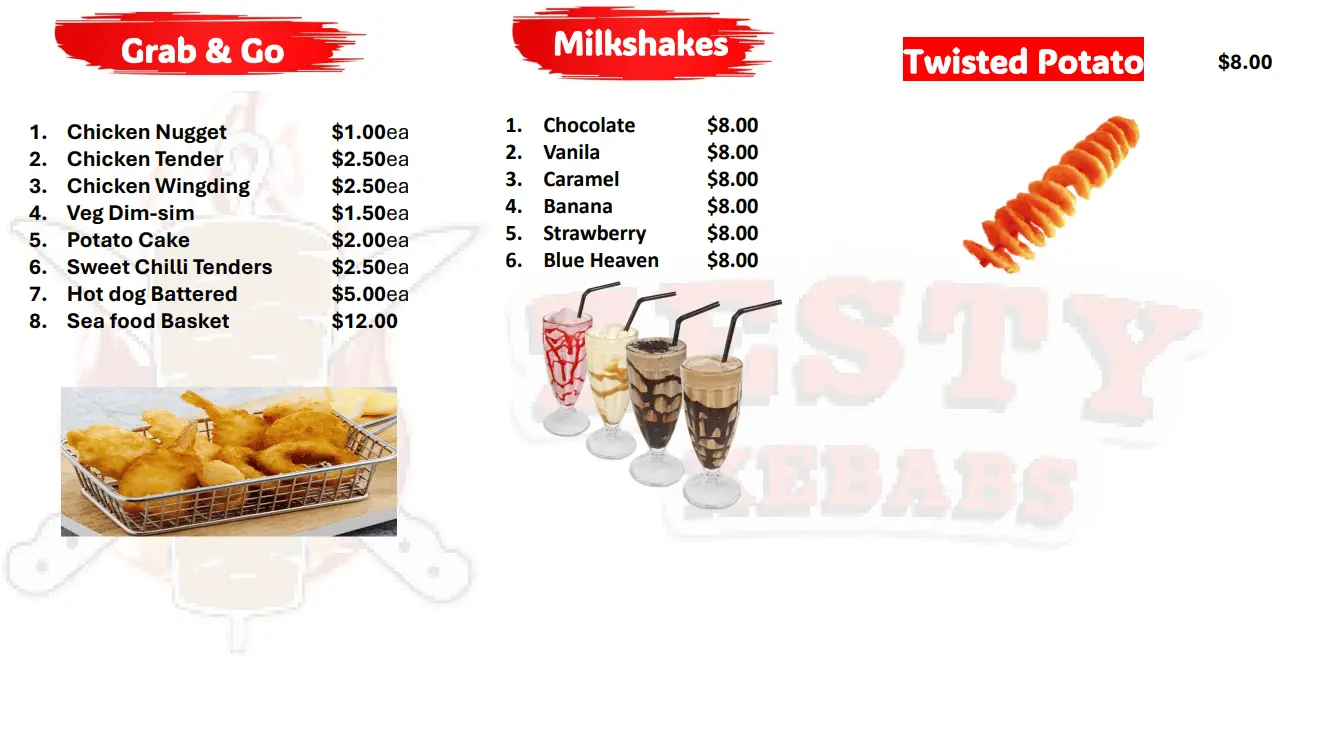 Grab & Go
1. Chicken Nugget $1.00ea
2. Chicken Tender $2.50ea
3. Chicken Wingding $2.50ea
4. Veg Dim-sim $1.50ea
5. Potato Cake $2.00ea
6. Sweet Chilli Tenders $2.50ea
7. Hot dog Battered $5.00ea
8. Sea food Basket $12.00
Milkshakes
1. Chocolate $8.00
2. Vanila $8.00
3. Caramel $8.00
4. Banana $8.00
5. Strawberry $8.00
6. Blue Heaven $8.00
Twisted Potato $8.00
ZESTY
KEBABS